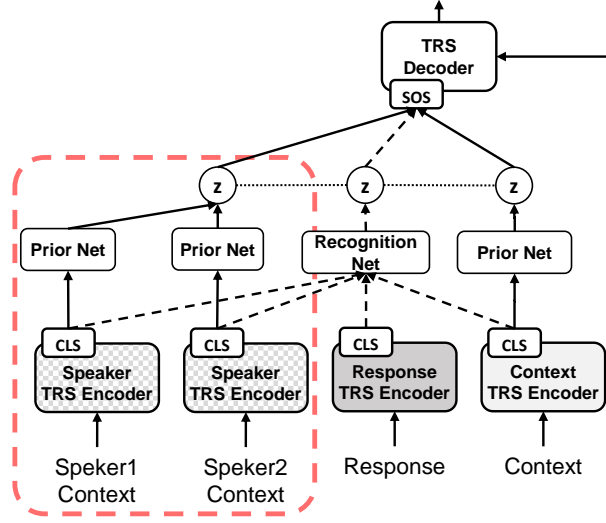 TRS
Decoder
SOS
z
z
z
Prior Net
Prior Net
Recognition
Net
Prior Net
CLS
CLS
CLS
CLS
Speaker
TRS Encoder
Speaker
TRS Encoder
Response
TRS Encoder
Context
TRS Encoder
Speker1
Context
Speker2
Context
Response
Context